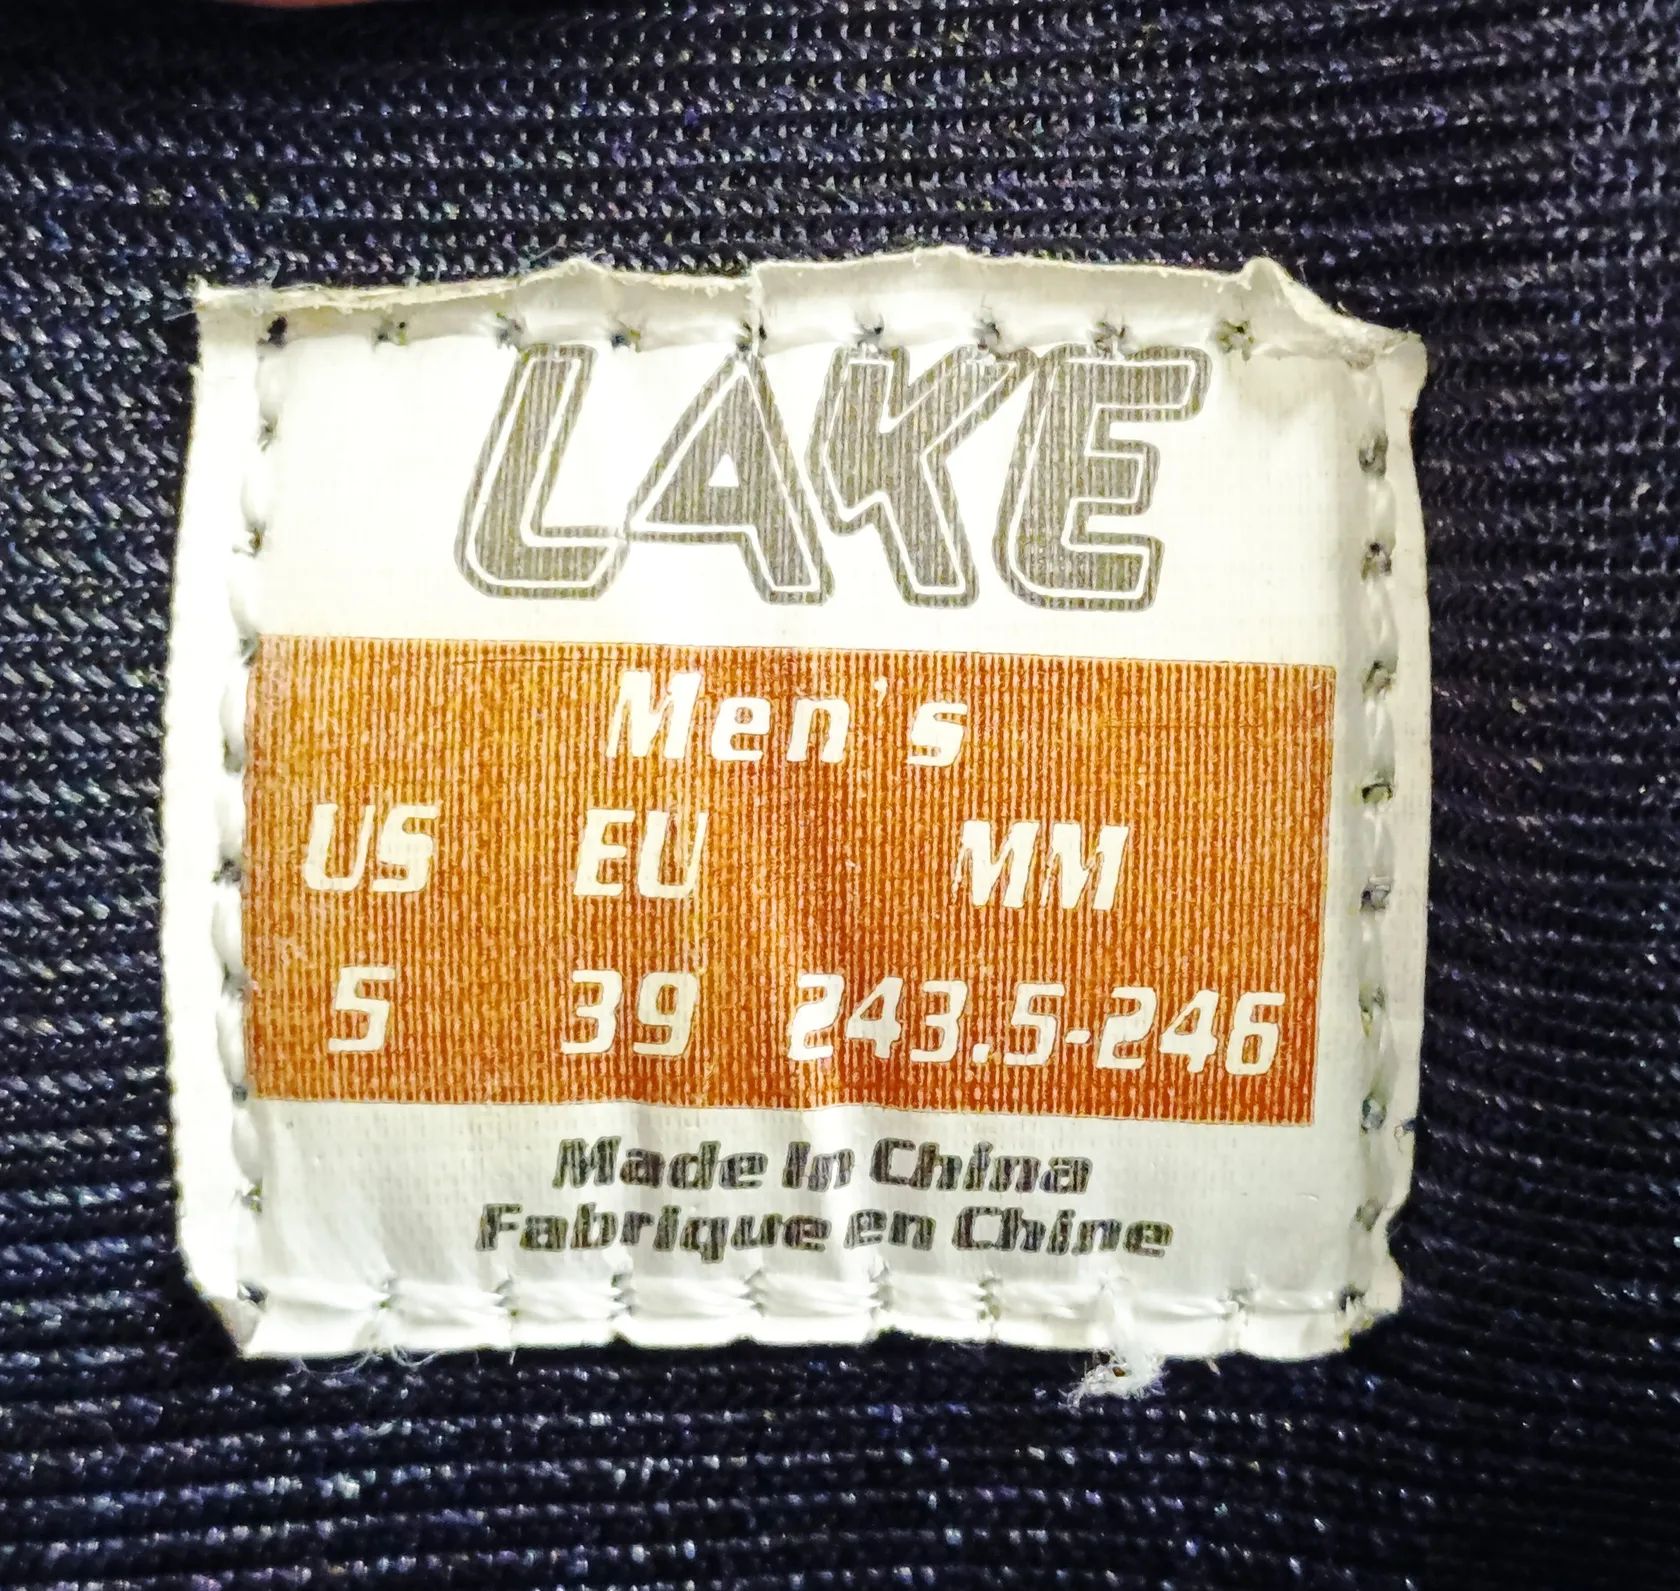 LAKE
Men's
US EU MM
5 39 243.5-246
Made In China
Fabrique en Chine